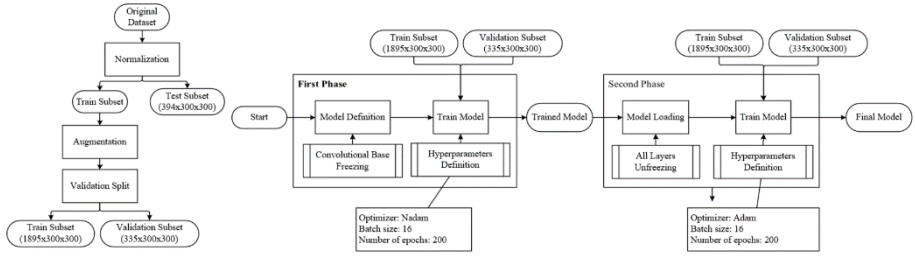 Original
Dataset
Normalization
Train Subset
Test Subset
(394x300x300)
Augmentation
Validation Split
Train Subset
(1895x300x300)
Validation Subset
(335x300x300)
Start
Train Subset
(1895x300x300)
Validation Subset
(335x300x300)
First Phase
Model Definition
Train Model
Convolutional Base
Freezing
Hyperparameters
Definition
Optimizer: Nadam
Batch size: 16
Number of epochs: 200
Trained Model
Train Subset
(1895x300x300)
Validation Subset
(335x300x300)
Second Phase
Model Loading
Train Model
All Layers
Unfreezing
Hyperparameters
Definition
Optimizer: Adam
Batch size: 16
Number of epochs: 200
Final Model